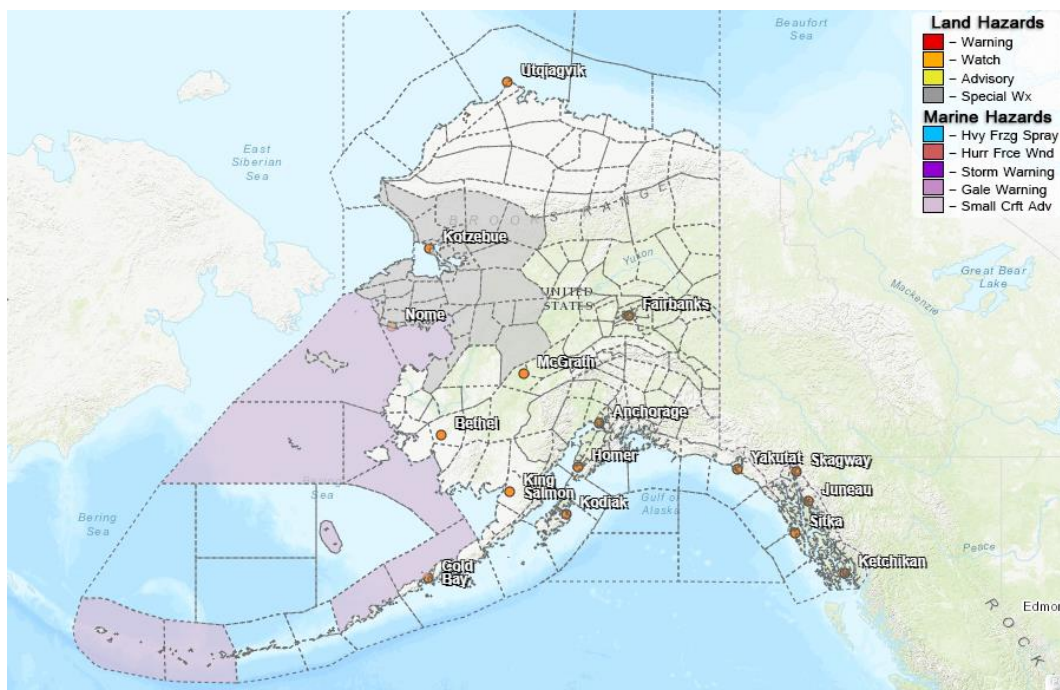 Land Hazards
– Warning
– Watch
– Advisory
– Special Wx
Marine Hazards
– Hvy Frzg Spray
– Hurr Frce Wnd
– Storm Warning
– Gale Warning
– Small Crft Adv
Beaufort
Sea
Utqiagvik
East
Siberian
Sea
BROOKS RANGE
Kotzebue
Yukon
Great Bear
Lake
Mackenzie
UNITED
STATES
Fairbanks
Nome
McGrath
Anchorage
Bethel
Homer
Yakutat
Skagway
King
Salmon
Kodiak
Gulf of
Alaska
Juneau
Sea
Bering
Sea
Sitka
Peace
Cold
Bay
Ketchikan
Edmon
ROCK